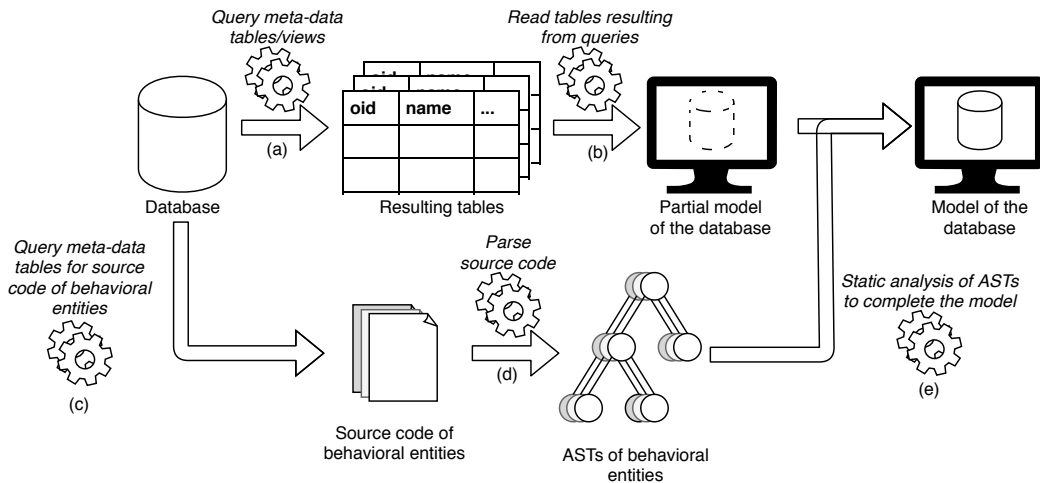 Query meta-data
tables/views
Read tables resulting
from queries
oid name
oid name ...
(a)
(b)
Database
Resulting tables
Partial model
of the database
Model of the
database
Query meta-data
tables for source
code of behavioral
entities
(c)
Parse
source code
(d)
Static analysis of ASTs
to complete the model
(e)
Source code of
behavioral entities
ASTs of behavioral
entities